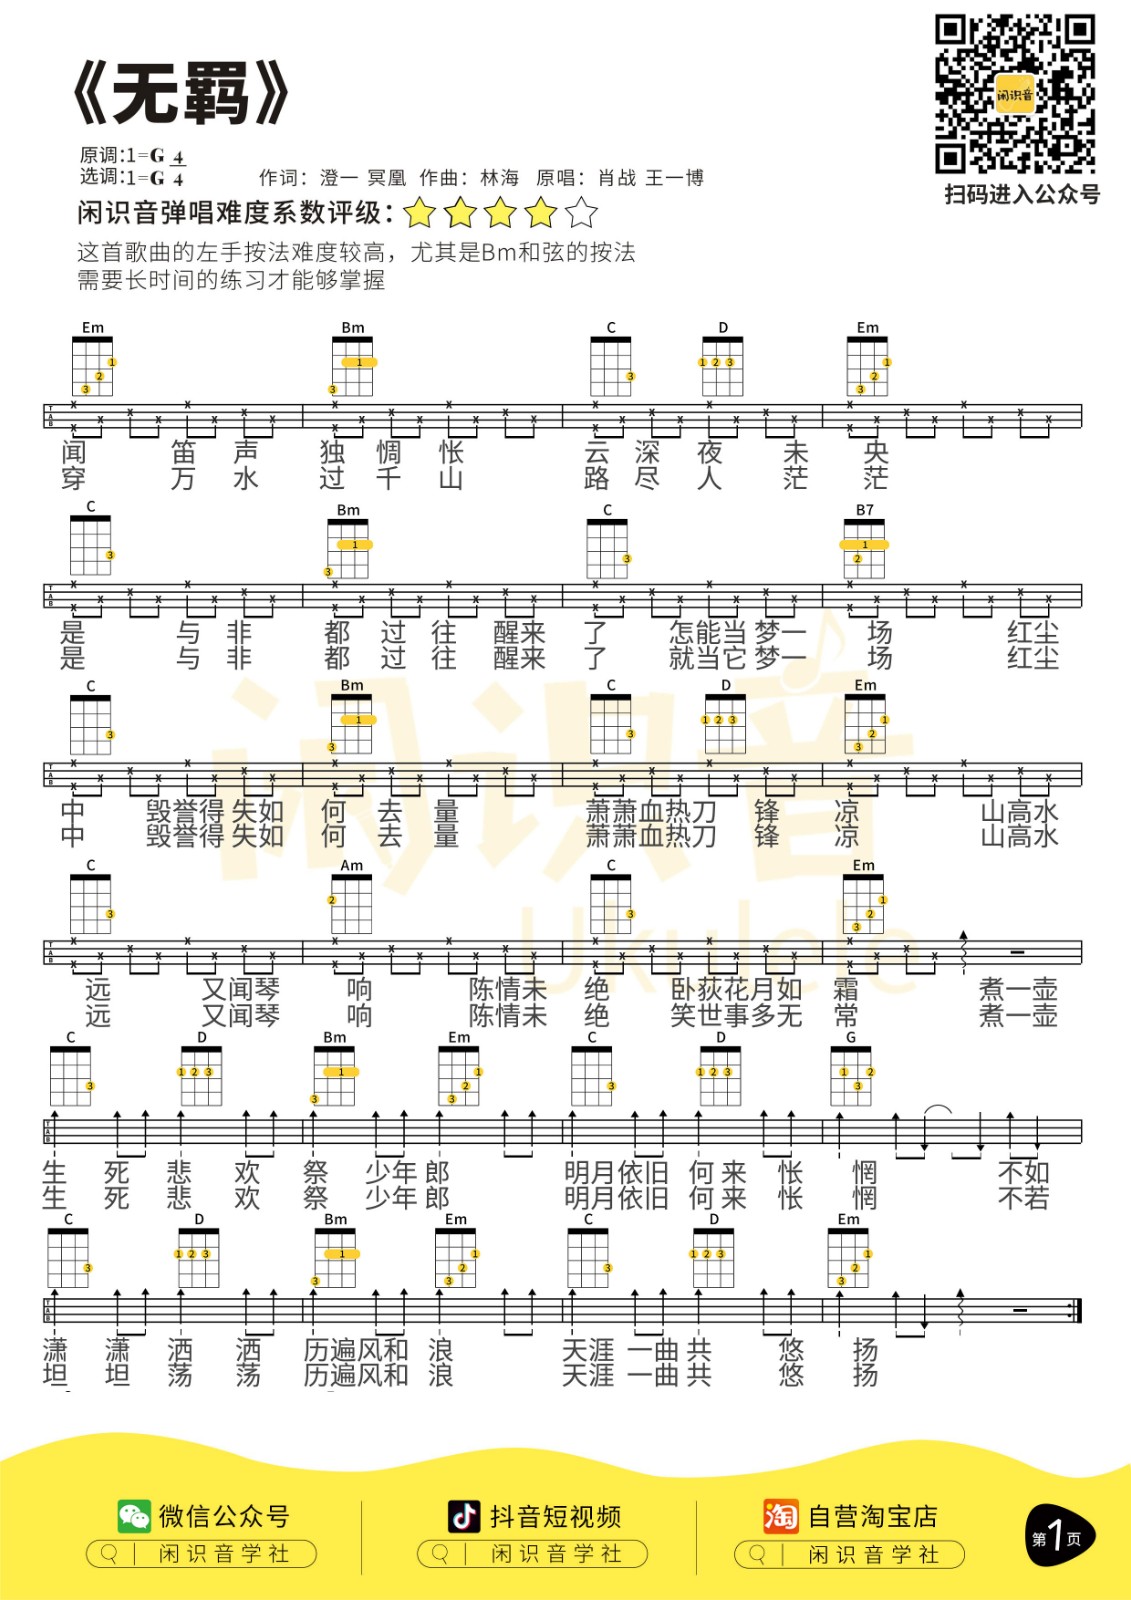 《无羁》
闲识音
扫码进入公众号
原调:1=G 4/4
选调:1=G
作词：澄一 冥凰 作曲：林海 原唱：肖战 王一博
闲识音弹唱难度系数评级：
这首歌曲的左手按法难度较高，尤其是Bm和弦的按法
需要长时间的练习才能够掌握
Em Bm C D Em
闻 笛 声 独 惆 怅 云 深 夜 未 央
穿 万 水 过 千 山 路 尽 人 茫 茫
C Bm C B7
是 与 非 都 过 往 醒来 了 怎能当 梦一 场 红尘
是 与 非 都 过 往 醒来 了 就当它 梦一 场 红尘
C Bm C D Em
中 毁誉得 失如 何 去 量 萧萧血热刀 锋 凉 山高水
中 毁誉得 失如 何 去 量 萧萧血热刀 锋 凉 山高水
C Am C Em
远 又闻琴 响 陈情未 绝 卧荻花月如 霜 煮一壶
远 又闻琴 响 陈情未 绝 笑世事多无 常 煮一壶
C D Bm Em C D G
生 死 悲 欢 祭 少年 郎 明月依旧 何 来 怅 惘 不如
生 死 悲 欢 祭 少年 郎 明月依旧 何 来 怅 惘 不若
C D Bm Em C D Em
潇 潇 洒 洒 历遍风和 浪 天涯 一曲 共 悠 扬
坦 坦 荡 荡 历遍风和 浪 天涯 一曲 共 悠 扬
闲识音
Ukulele
微信公众号
闲识音学社
抖音短视频
闲识音学社
淘 自营淘宝店
闲识音学社
第1页